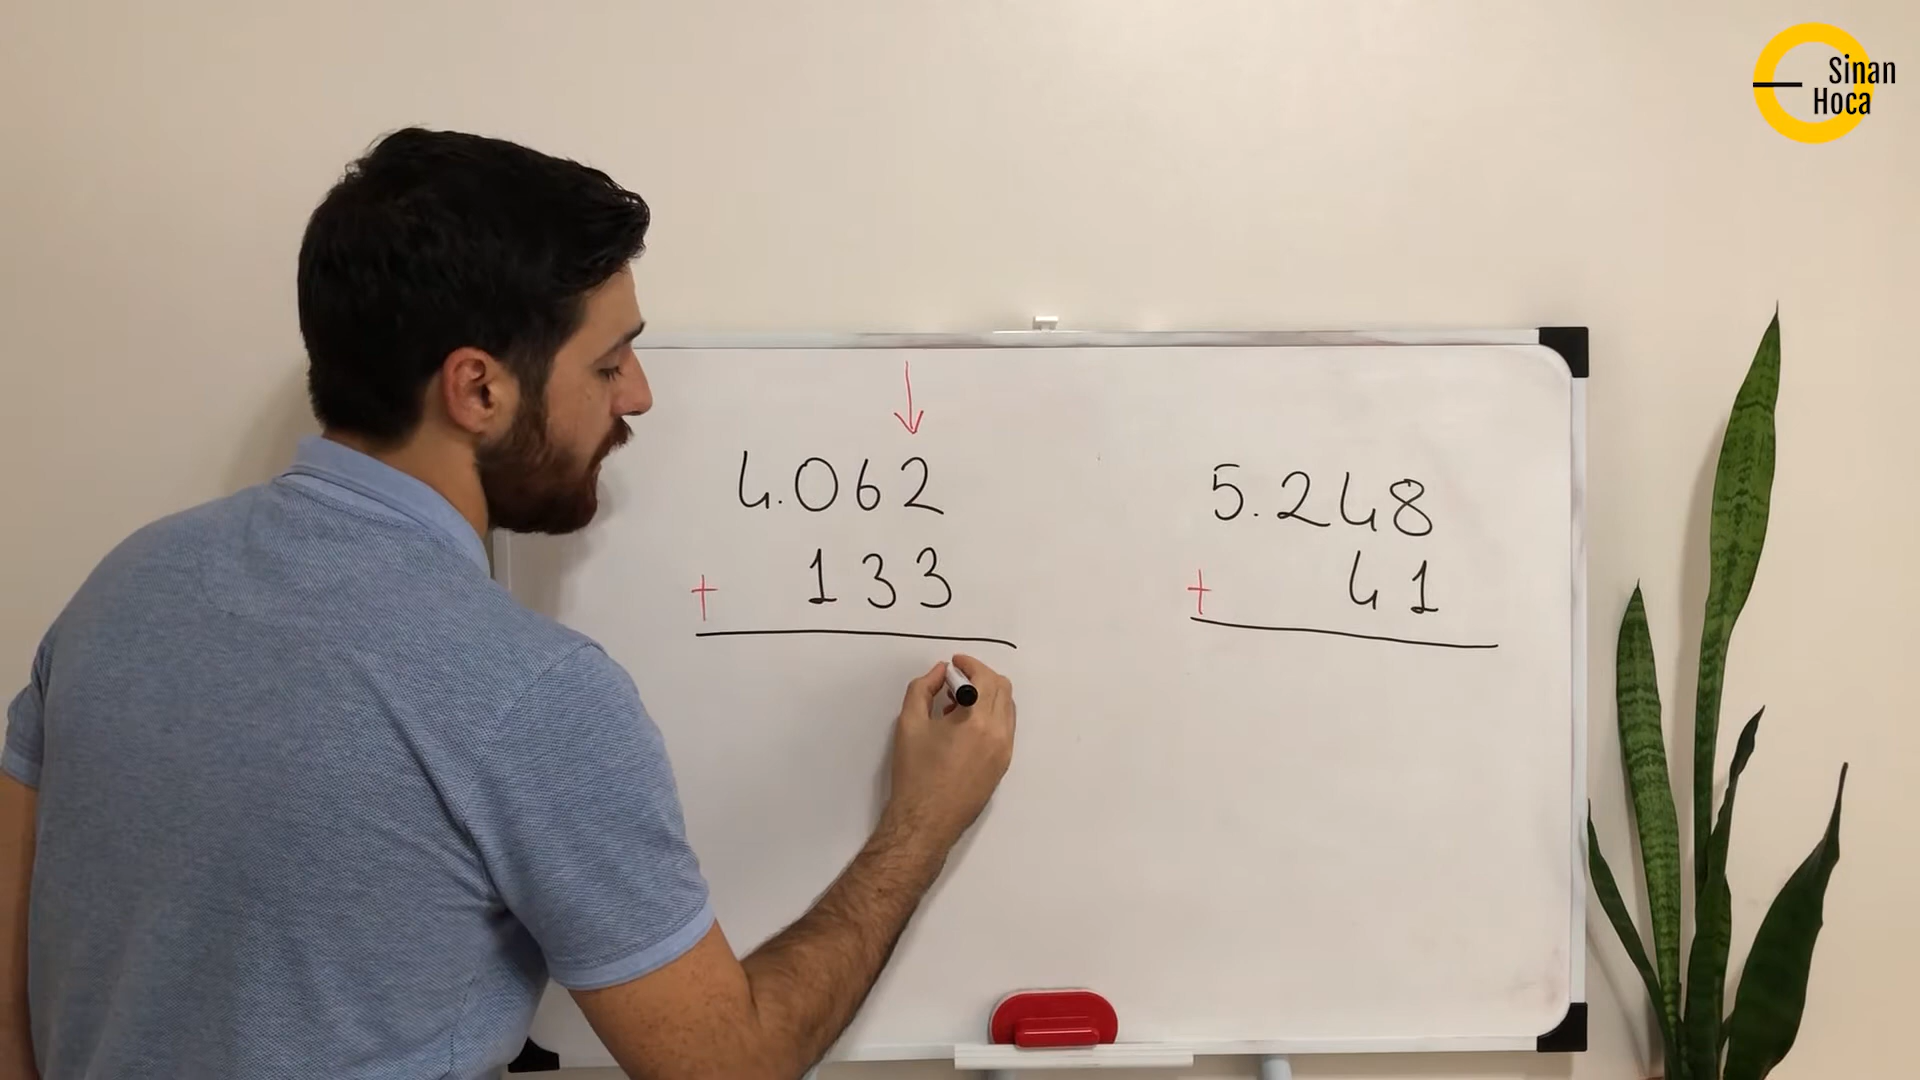 Sinan
Hoca
4.062
+ 133
5.248
+ 41